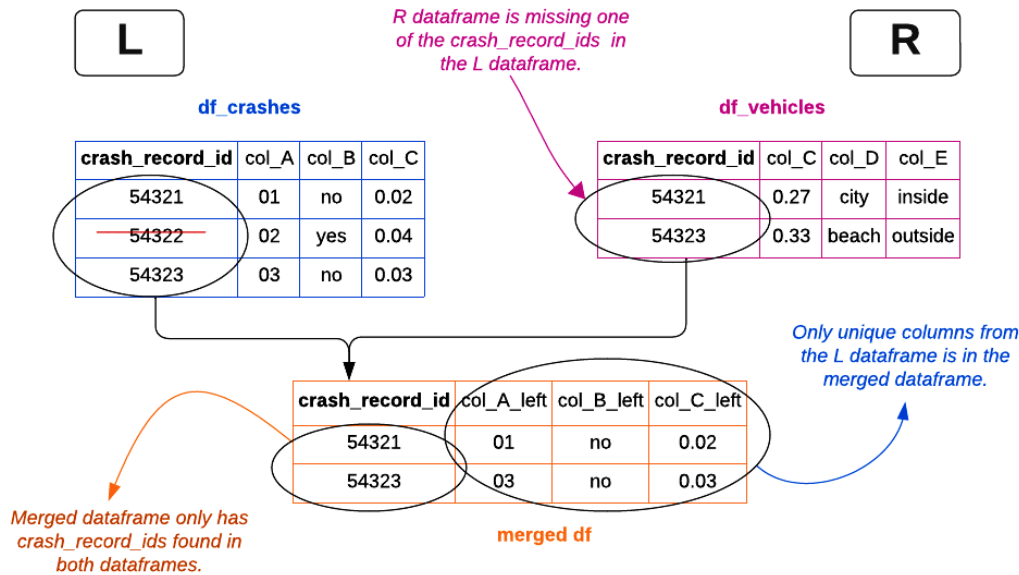 L
R dataframe is missing one
of the crash_record_ids in
the L dataframe.
R
df_crashes
crash_record_id col_A col_B col_C
54321 01 no 0.02
54322 02 yes 0.04
54323 03 no 0.03
df_vehicles
crash_record_id col_C col_D col_E
54321 0.27 city inside
54323 0.33 beach outside
Only unique columns from
the L dataframe is in the
merged dataframe.
crash_record_id col_A_left col_B_left col_C_left
54321 01 no 0.02
54323 03 no 0.03
merged df
Merged dataframe only has
crash_record_ids found in
both dataframes.